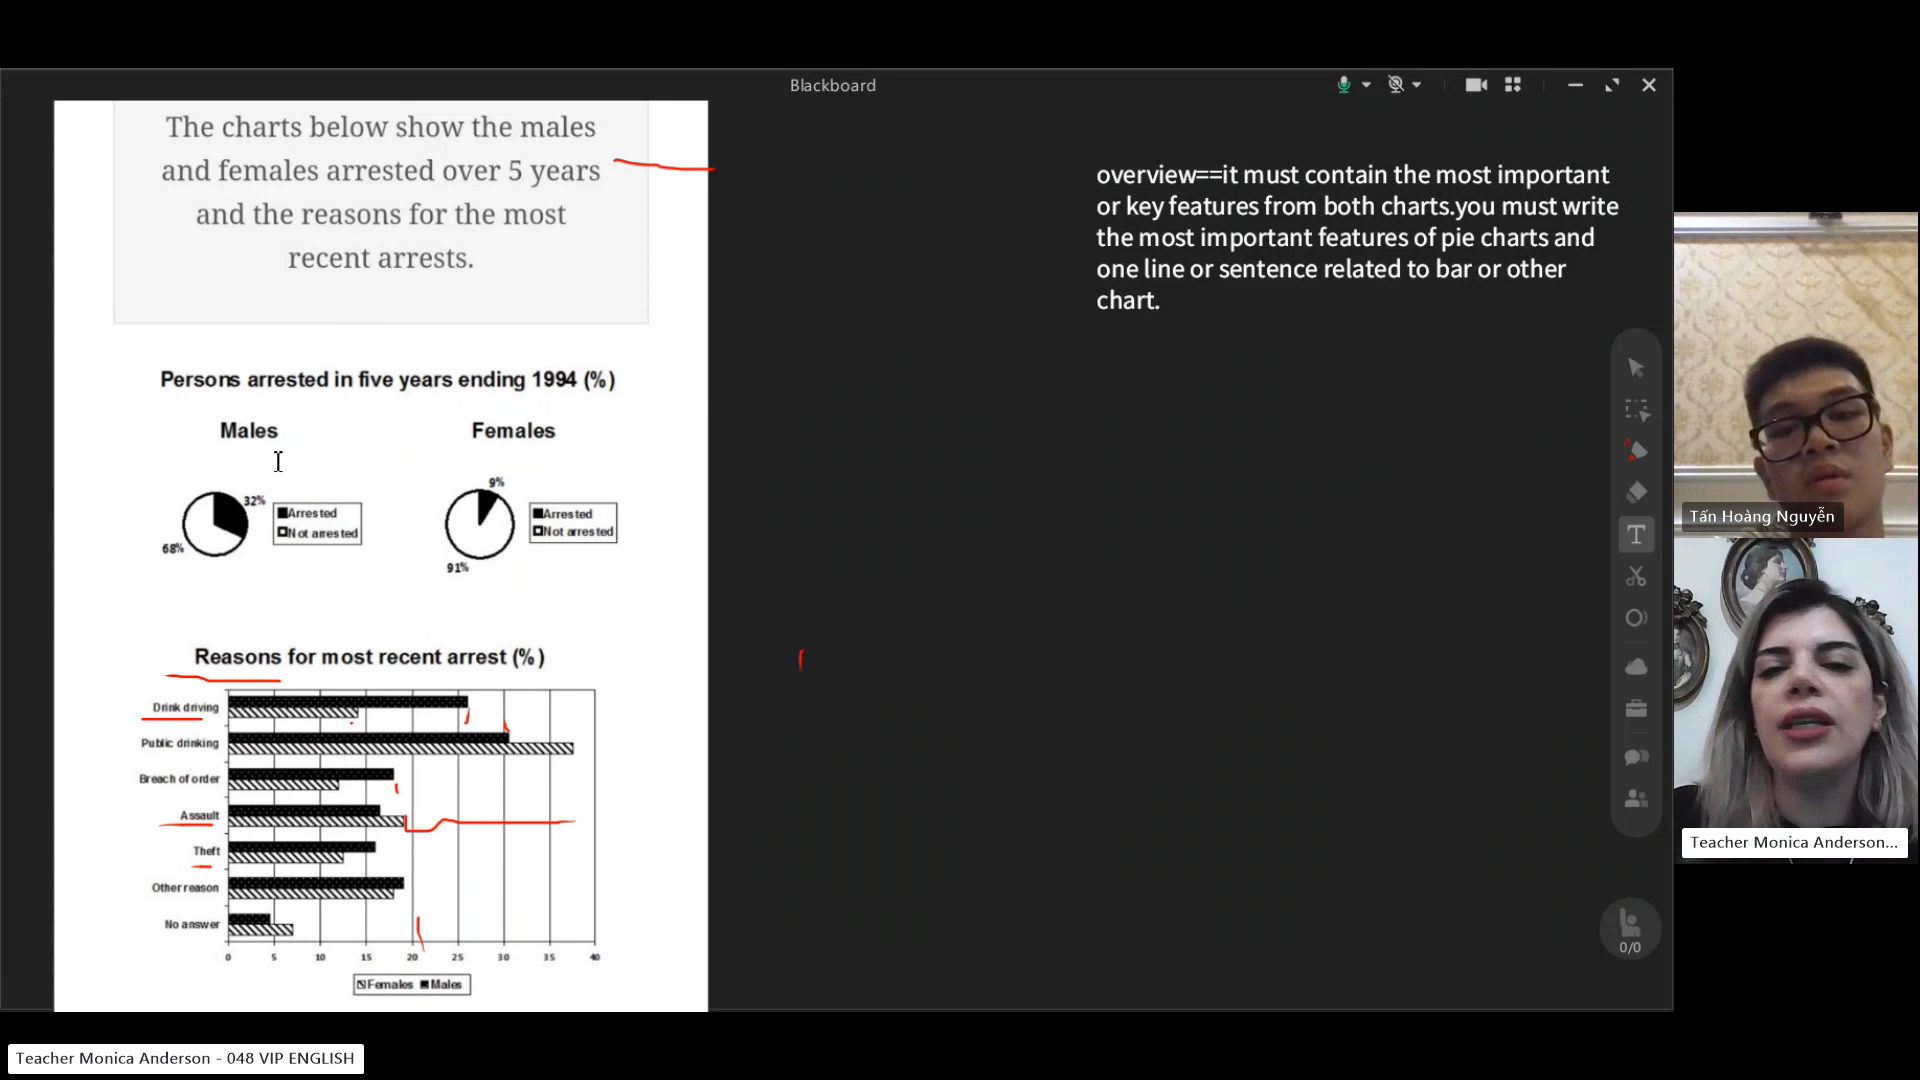 Blackboard
The charts below show the males
and females arrested over 5 years
and the reasons for the most
recent arrests.
overview==it must contain the most important
or key features from both charts.you must write
the most important features of pie charts and
one line or sentence related to bar or other
chart.
Persons arrested in five years ending 1994 (%)
Males
Females
32%
68%
Arrested
Not arrested
9%
91%
Arrested
Not arrested
Reasons for most recent arrest (%)
Drink driving
Public drinking
Breach of order
Assault
Theft
Other reason
No answer
0 5 10 15 20 25 30 35 40
Females Males
T
0/0
Tấn Hoàng Nguyễn
Teacher Monica Anderson...
Teacher Monica Anderson - 048 VIP ENGLISH